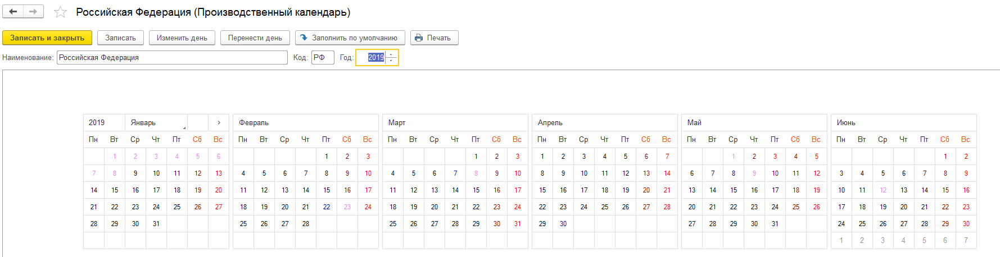 Российская Федерация (Производственный календарь)
Записать и закрыть Записать Изменить день Перенести день Заполнить по умолчанию Печать
Наименование: Российская Федерация Код: РФ Год: 2019
2019 Январь > Февраль Март Апрель Май Июнь
Пн Вт Ср Чт Пт Сб Вс Пн Вт Ср Чт Пт Сб Вс Пн Вт Ср Чт Пт Сб Вс Пн Вт Ср Чт Пт Сб Вс Пн Вт Ср Чт Пт Сб Вс Пн Вт Ср Чт Пт Сб Вс
1 2 3 4 5 6 1 2 3 1 2 3 1 2 3 4 5 6 7 1 2 3 4 5 1 2
7 8 9 10 11 12 13 4 5 6 7 8 9 10 4 5 6 7 8 9 10 8 9 10 11 12 13 14 6 7 8 9 10 11 12 3 4 5 6 7 8 9
14 15 16 17 18 19 20 11 12 13 14 15 16 17 11 12 13 14 15 16 17 15 16 17 18 19 20 21 13 14 15 16 17 18 19 10 11 12 13 14 15 16
21 22 23 24 25 26 27 18 19 20 21 22 23 24 18 19 20 21 22 23 24 22 23 24 25 26 27 28 20 21 22 23 24 25 26 17 18 19 20 21 22 23
28 29 30 31 25 26 27 28 25 26 27 28 29 30 31 29 30 27 28 29 30 31 24 25 26 27 28 29 30
1 2 3 4 5 6 7